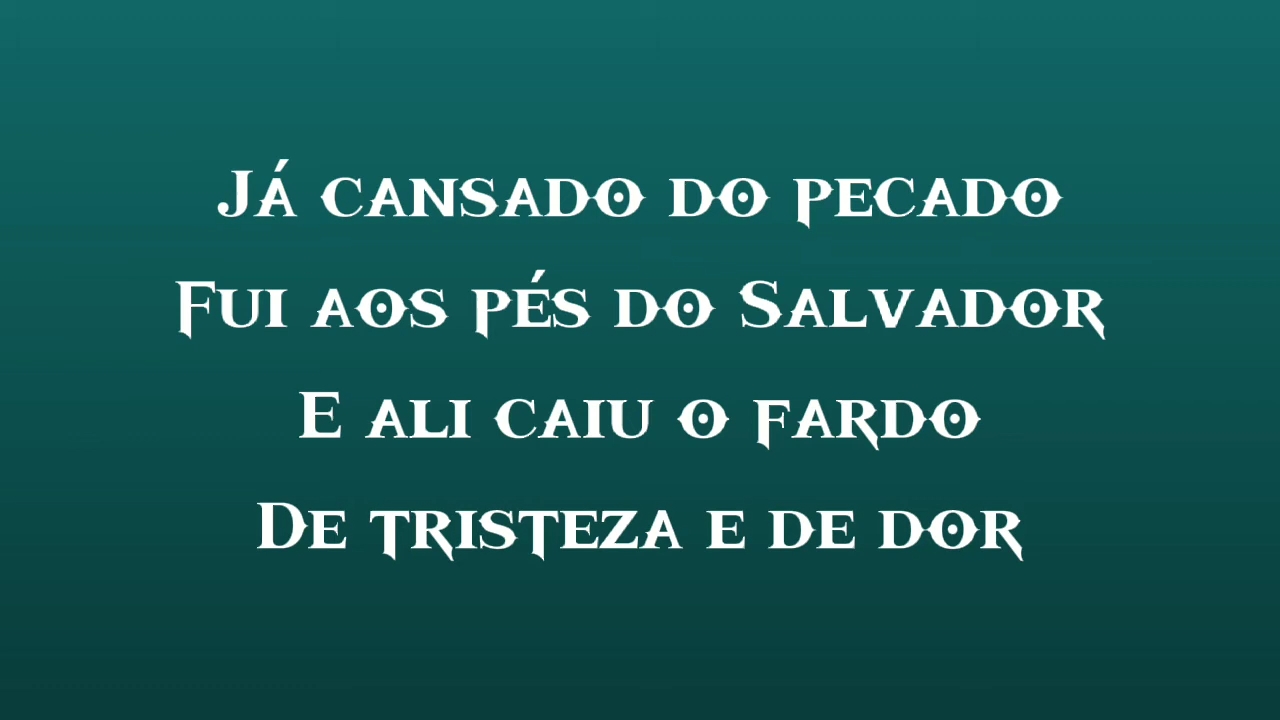 Já cansado do pecado
Fui aos pés do Salvador
E ali caiu o fardo
De tristeza e de dor